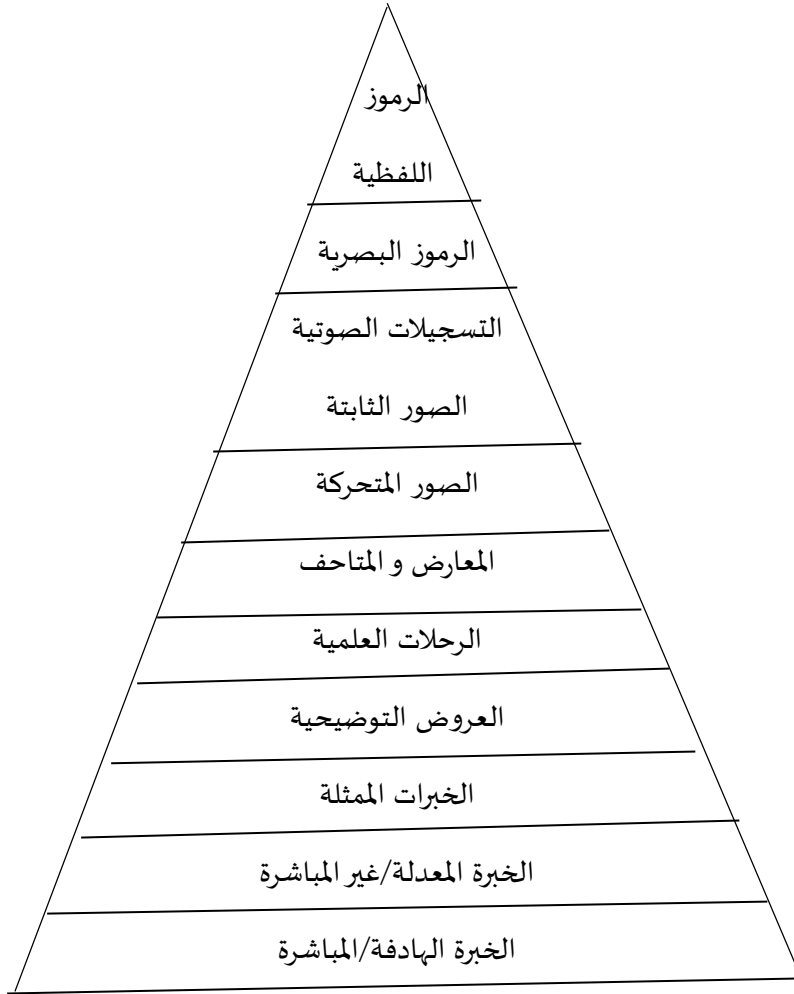 الرموز
اللفظية
الرموز البصرية
التسجيلات الصوتية
الصور الثابتة
الصور المتحركة
المعارض و المتاحف
الرحلات العلمية
العروض التوضيحية
الخبرات الممثلة
الخبرة المعدلة/غير المباشرة
الخبرة الهادفة/المباشرة